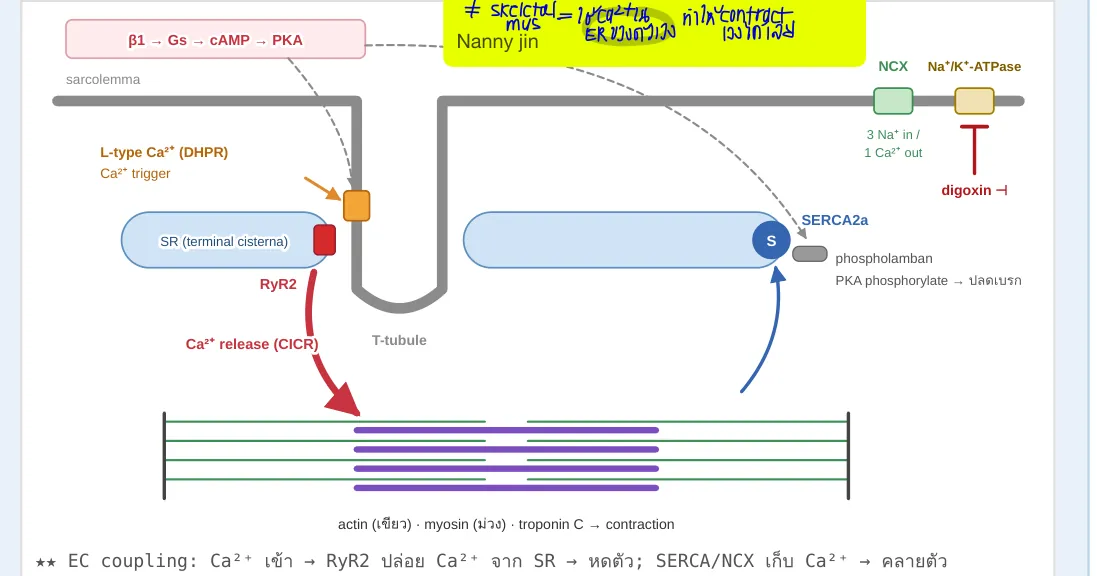 ≠ skeletal mus = ใช้ Ca²⁺ใน ER ของตัวเอง ทำให้ contract เองได้เลย
β1 → Gs → cAMP → PKA
Nanny jin
sarcolemma
NCX
Na⁺/K⁺-ATPase
3 Na⁺ in /
1 Ca²⁺ out
L-type Ca²⁺ (DHPR)
Ca²⁺ trigger
digoxin ⊣
SERCA2a
SR (terminal cisterna)
S
phospholamban
PKA phosphorylate → ปลดเบรก
RyR2
Ca²⁺ release (CICR)
T-tubule
actin (เขียว) · myosin (ม่วง) · troponin C → contraction
★★ EC coupling: Ca²⁺ เข้า → RyR2 ปล่อย Ca²⁺ จาก SR → หดตัว; SERCA/NCX เก็บ Ca²⁺ → คลายตัว